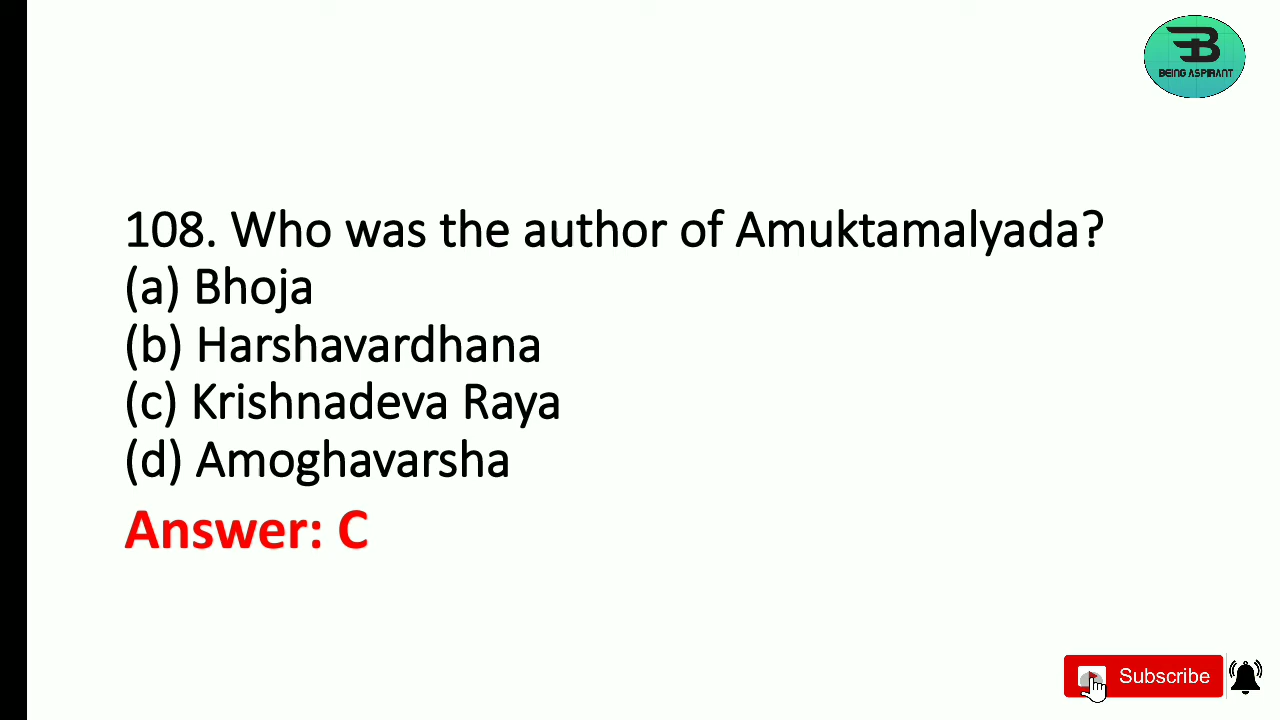 B
BEING ASPIRANT
108. Who was the author of Amuktamalyada?
(a) Bhoja
(b) Harshavardhana
(c) Krishnadeva Raya
(d) Amoghavarsha
Answer: C
Subscribe